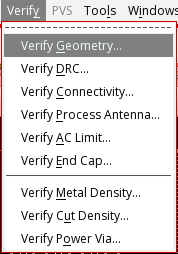 Verify PVS Tools Windows
Verify Geometry...
Verify DRC...
Verify Connectivity...
Verify Process Antenna...
Verify AC Limit...
Verify End Cap...
Verify Metal Density...
Verify Cut Density...
Verify Power Via...